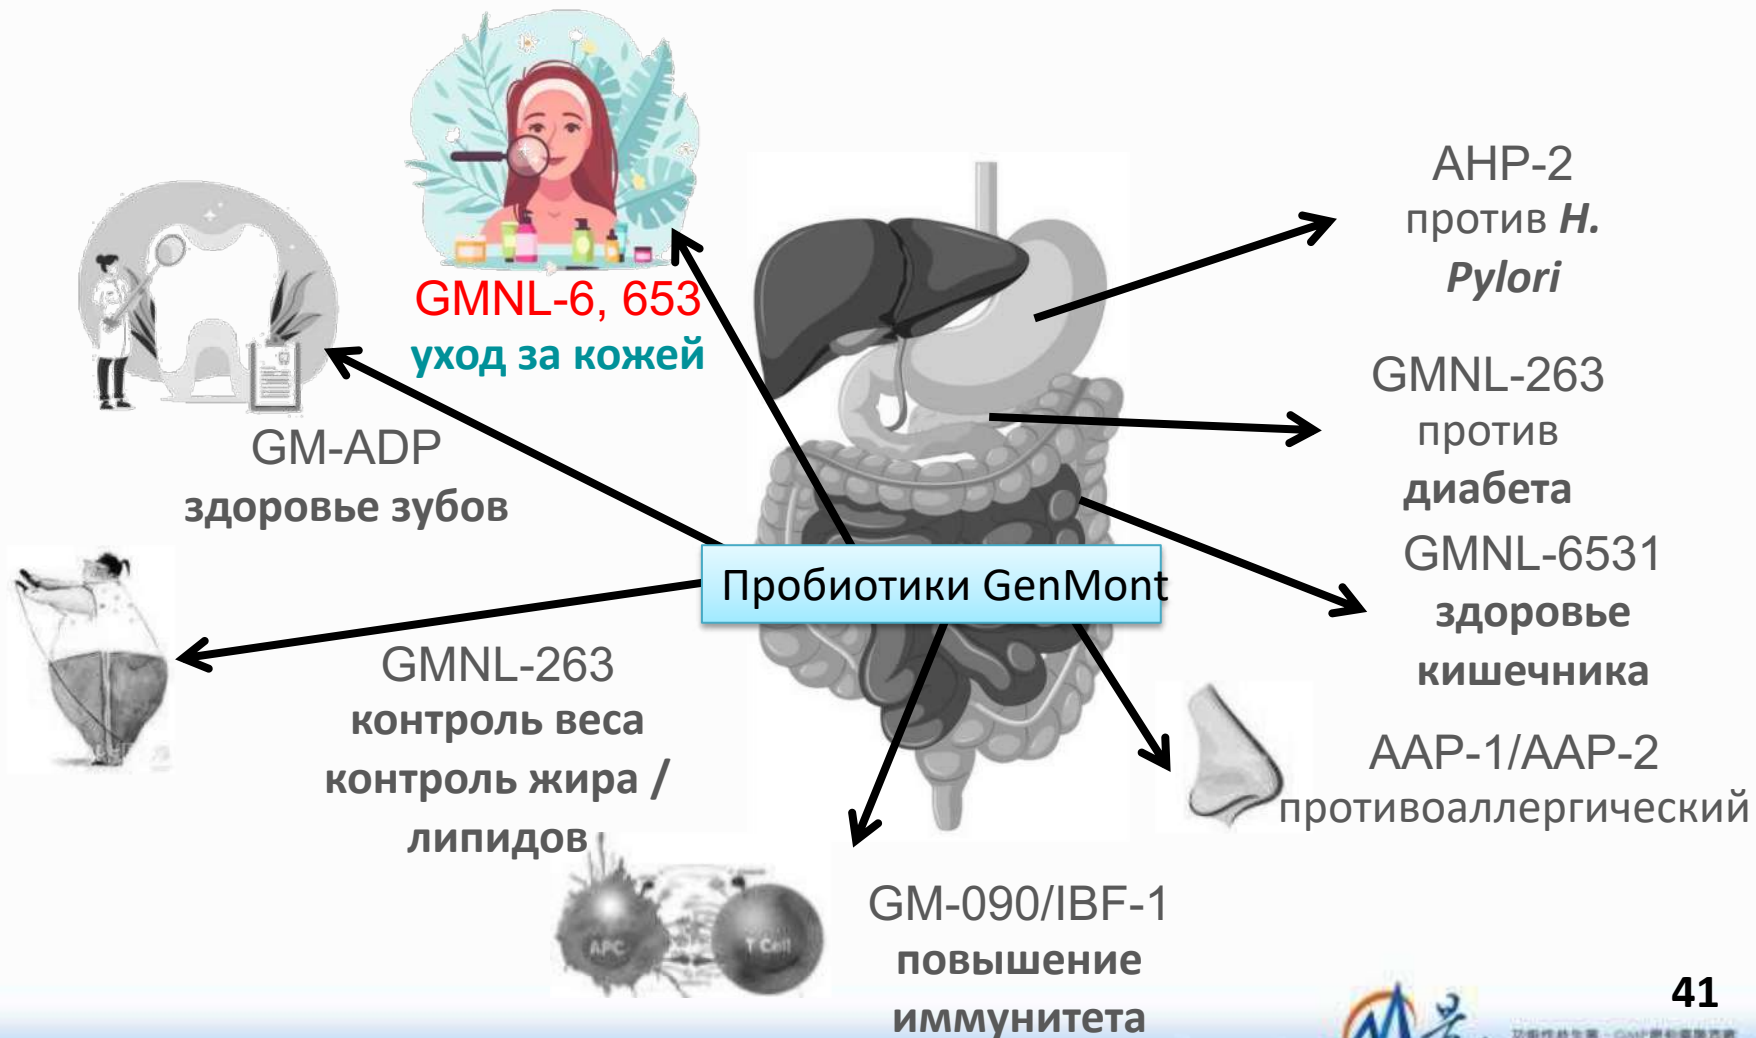 GMNL-6, 653
уход за кожей
GM-ADP
здоровье зубов
GMNL-263
контроль веса
контроль жира /
липидов
Пробиотики GenMont
AHP-2
против H.
Pylori
GMNL-263
против
диабета
GMNL-6531
здоровье
кишечника
AAP-1/AAP-2
противоаллергический
APC
T Cell
GM-090/IBF-1
повышение
иммунитета
41